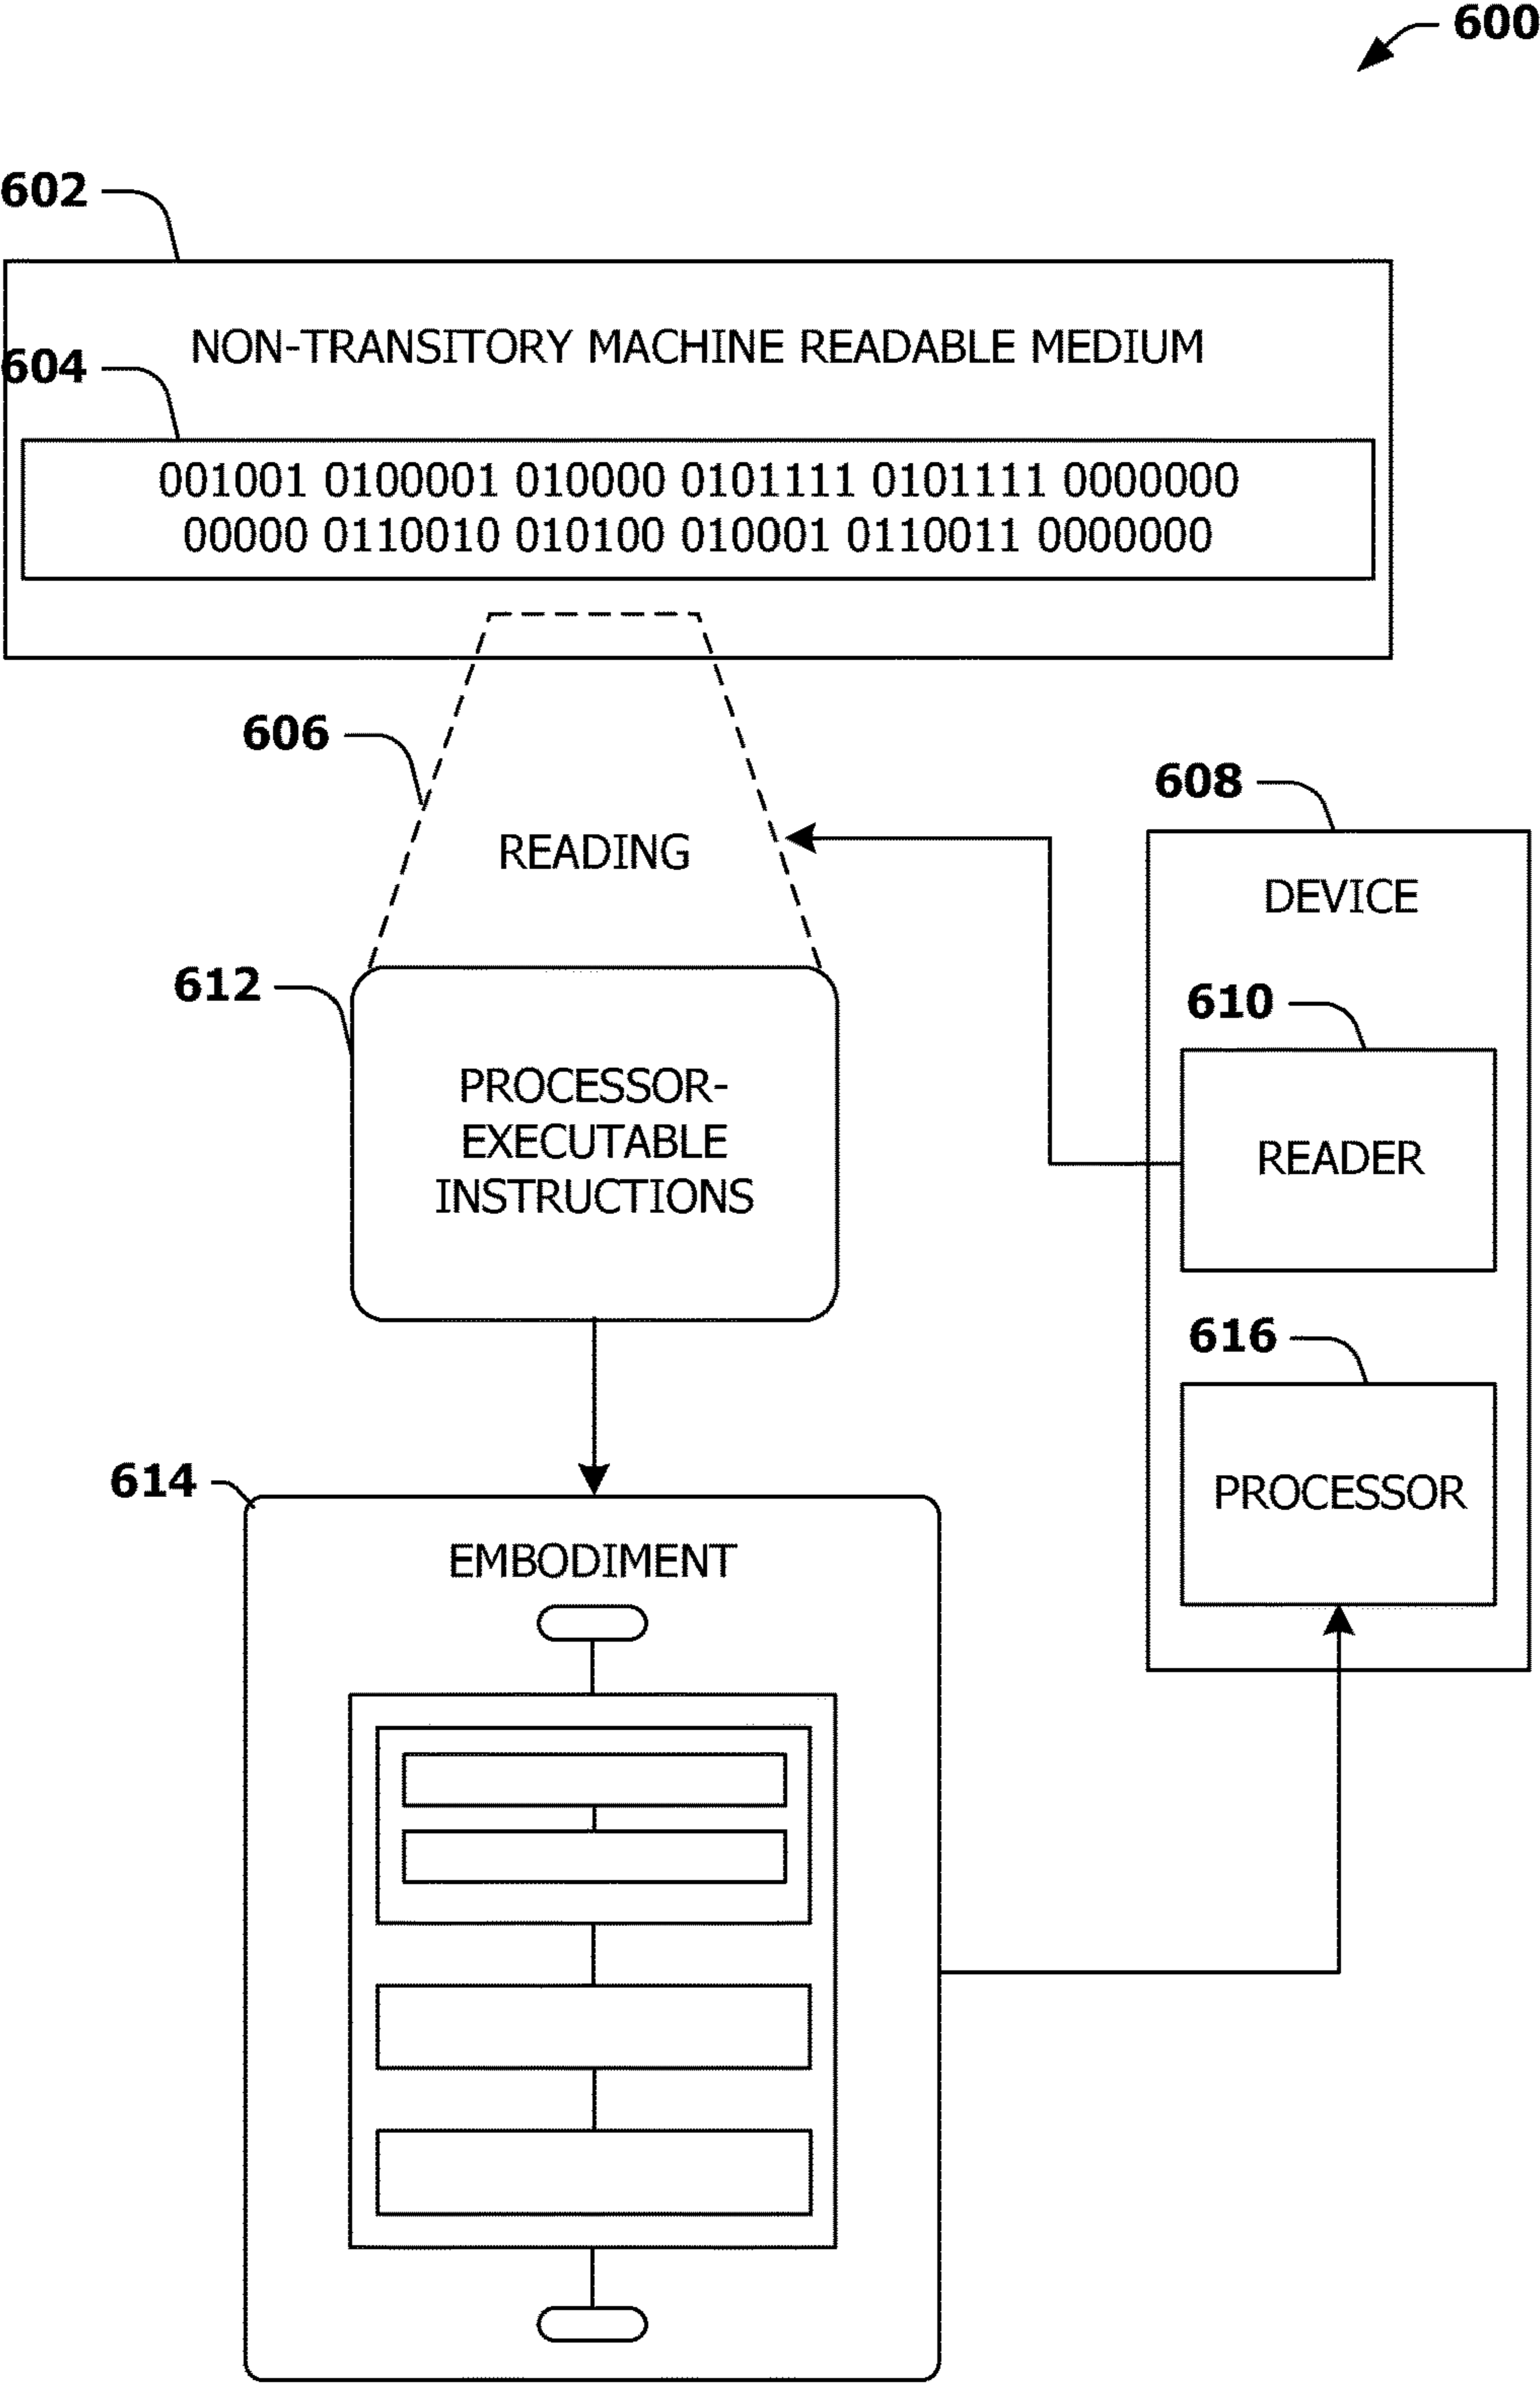 600
602
NON-TRANSITORY MACHINE READABLE MEDIUM
604
001001 0100001 010000 0101111 0101111 0000000
00000 0110010 010100 010001 0110011 0000000
606
READING
608
DEVICE
610
READER
612
PROCESSOR-
EXECUTABLE
INSTRUCTIONS
616
PROCESSOR
614
EMBODIMENT